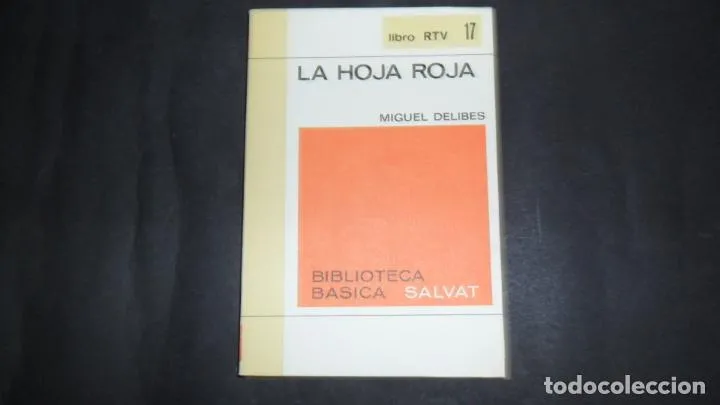 libro RTV 17
LA HOJA ROJA
MIGUEL DELIBES
BIBLIOTECA
BASICA SALVAT
todocoleccion